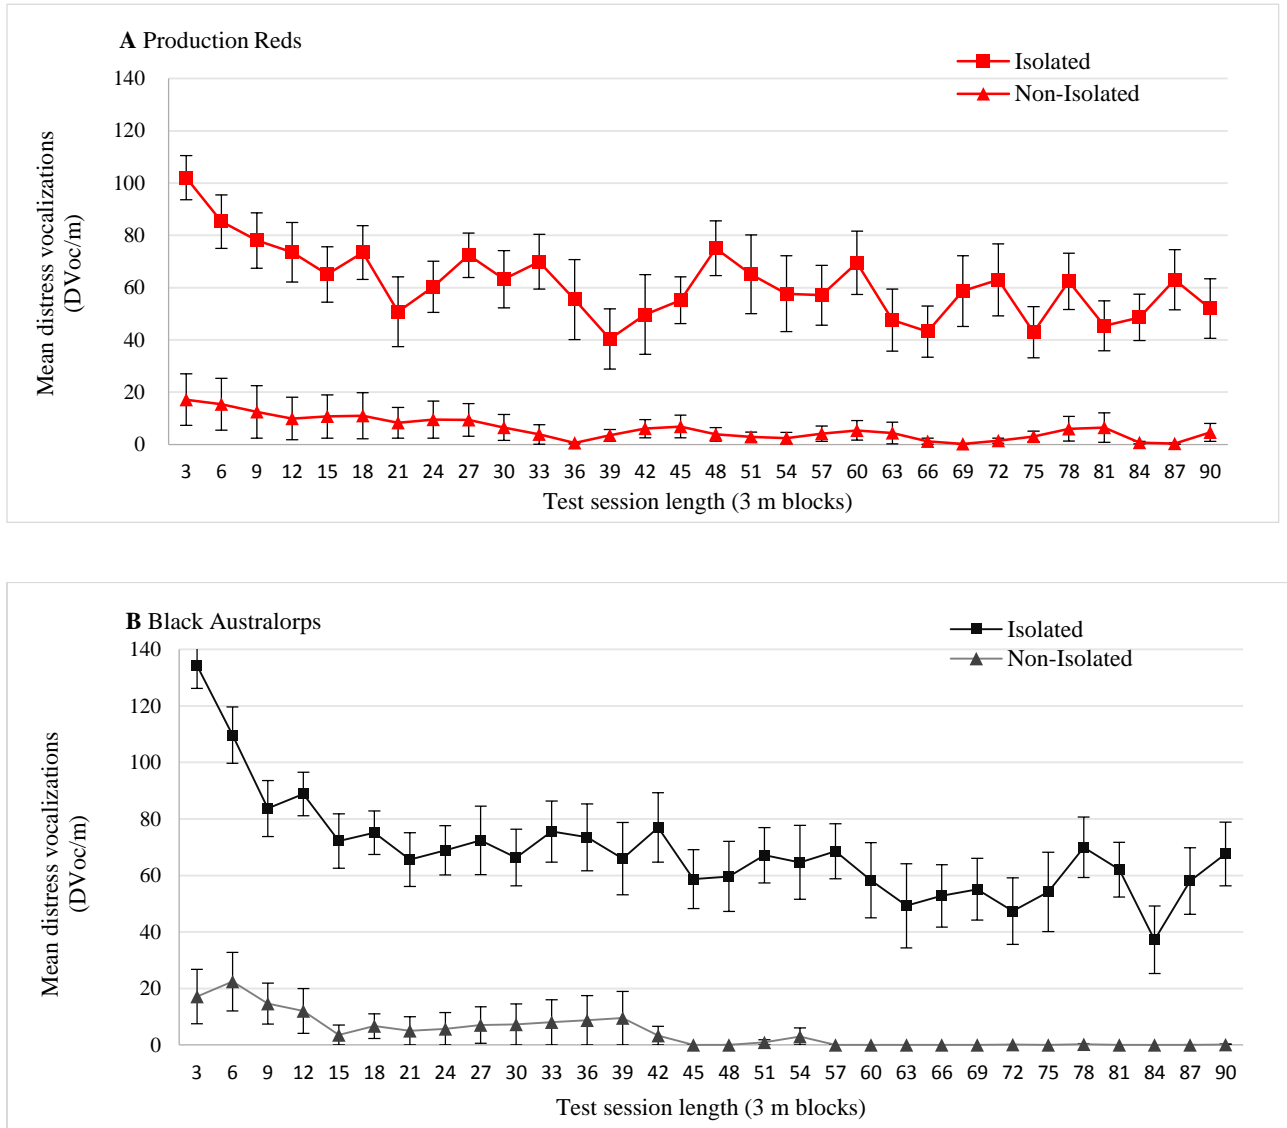 A Production Reds
Isolated
Non-Isolated
140
120
100
80
60
40
20
0
Mean distress vocalizations
(DVoc/m)
3 6 9 12 15 18 21 24 27 30 33 36 39 42 45 48 51 54 57 60 63 66 69 72 75 78 81 84 87 90
Test session length (3 m blocks)
B Black Australorps
Isolated
Non-Isolated
140
120
100
80
60
40
20
0
Mean distress vocalizations
(DVoc/m)
3 6 9 12 15 18 21 24 27 30 33 36 39 42 45 48 51 54 57 60 63 66 69 72 75 78 81 84 87 90
Test session length (3 m blocks)